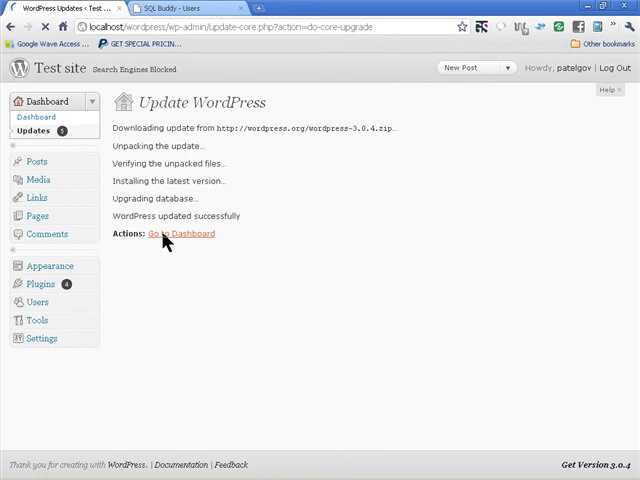 WordPress Updates ‹ Test ...
SQL Buddy - Users
localhost/wordpress/wp-admin/update-core.php?action=do-core-upgrade
Google Wave Access ...
GET SPECIAL PRICIN...
Other bookmarks
Test site
Search Engines Blocked
New Post
Howdy, patelgov | Log Out
Help
Dashboard
Dashboard
Updates 5
Posts
Media
Links
Pages
Comments
Appearance
Plugins 4
Users
Tools
Settings
Update WordPress
Downloading update from http://wordpress.org/wordpress-3.0.4.zip…
Unpacking the update…
Verifying the unpacked files…
Installing the latest version…
Upgrading database…
WordPress updated successfully
Actions: Go to Dashboard
Thank you for creating with WordPress. | Documentation | Feedback
Get Version 3.0.4